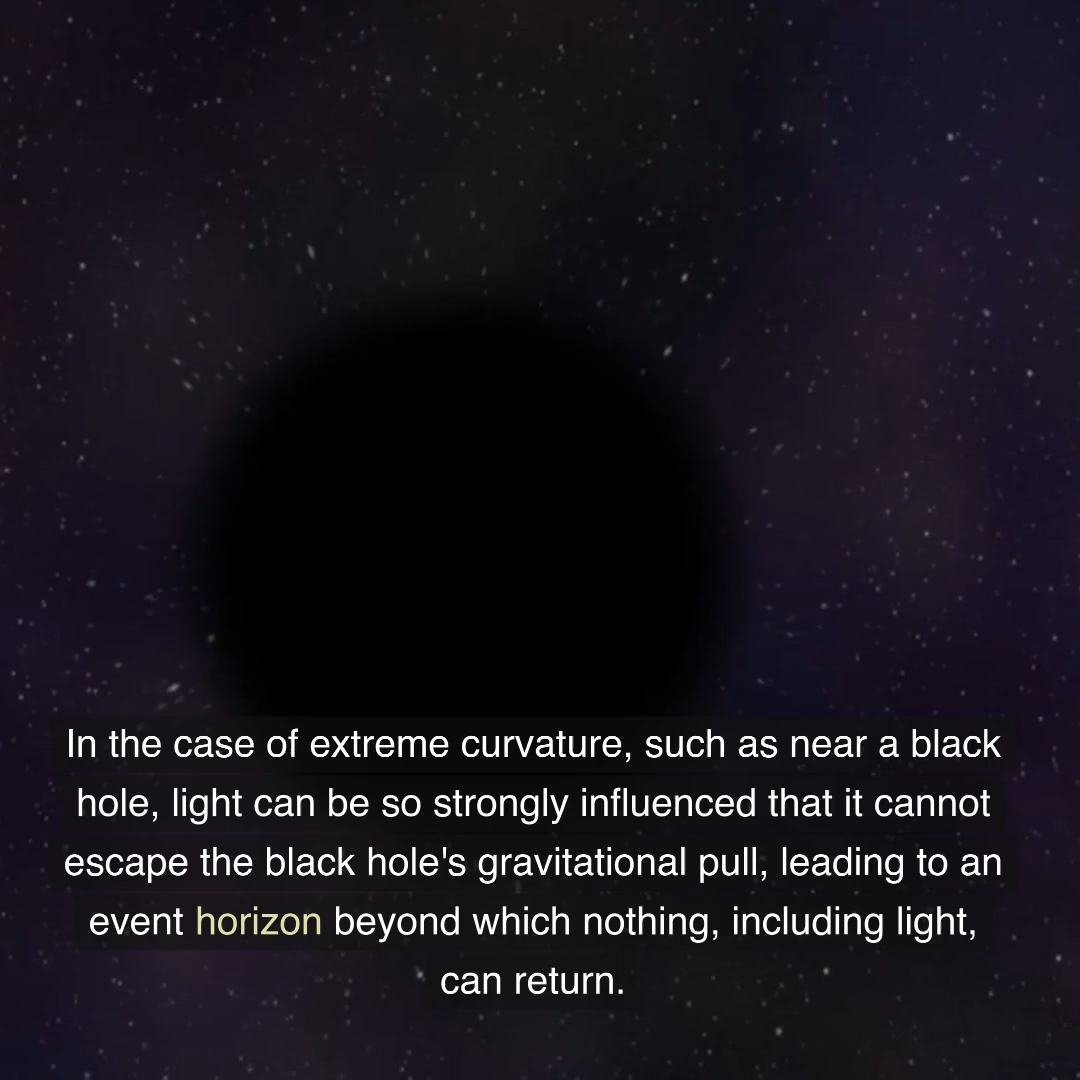 In the case of extreme curvature, such as near a black
hole, light can be so strongly influenced that it cannot
escape the black hole's gravitational pull, leading to an
event horizon beyond which nothing, including light,
can return.